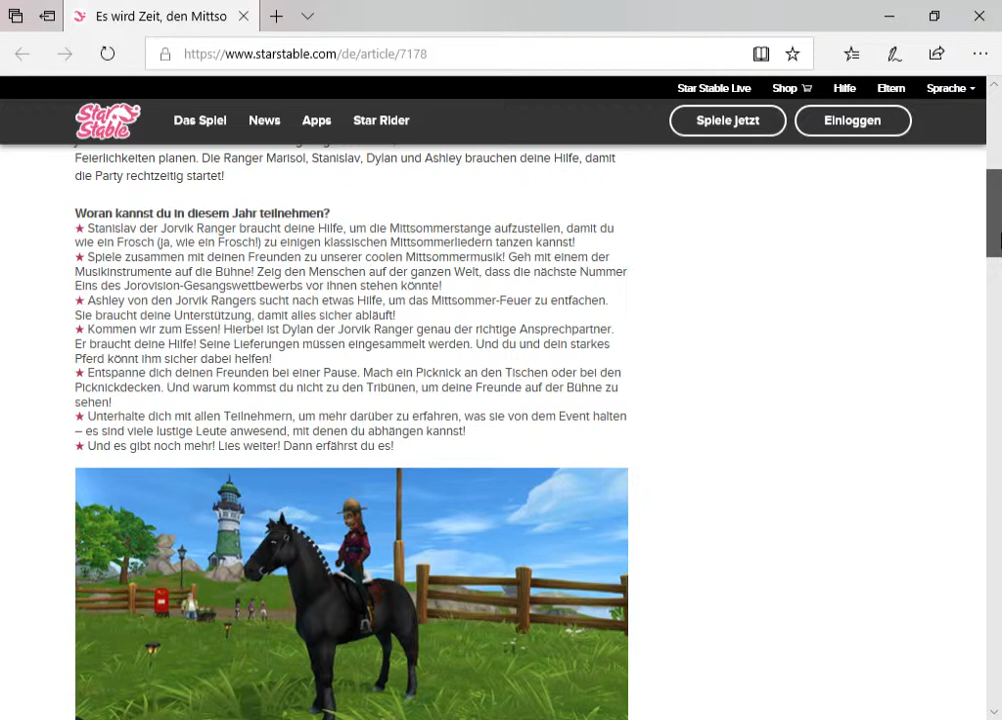 Es wird Zeit, den Mittso
https://www.starstable.com/de/article/7178
Star Stable Live Shop Hilfe Eltern Sprache
Star Stable
Das Spiel News Apps Star Rider Spiele jetzt Einloggen
Feierlichkeiten planen. Die Ranger Marisol, Stanislav, Dylan und Ashley brauchen deine Hilfe, damit
die Party rechtzeitig startet!
Woran kannst du in diesem Jahr teilnehmen?
★ Stanislav der Jorvik Ranger braucht deine Hilfe, um die Mittsommerstange aufzustellen, damit du
wie ein Frosch (ja, wie ein Frosch!) zu einigen klassischen Mittsommerliedern tanzen kannst!
★ Spiele zusammen mit deinen Freunden zu unserer coolen Mittsommermusik! Geh mit einem der
Musikinstrumente auf die Bühne! Zeig den Menschen auf der ganzen Welt, dass die nächste Nummer
Eins des Jorovision-Gesangswettbewerbs vor ihnen stehen könnte!
★ Ashley von den Jorvik Rangers sucht nach etwas Hilfe, um das Mittsommer-Feuer zu entfachen.
Sie braucht deine Unterstützung, damit alles sicher abläuft!
★ Kommen wir zum Essen! Hierbei ist Dylan der Jorvik Ranger genau der richtige Ansprechpartner.
Er braucht deine Hilfe! Seine Lieferungen müssen eingesammelt werden. Und du und dein starkes
Pferd könnt ihm sicher dabei helfen!
★ Entspanne dich deinen Freunden bei einer Pause. Mach ein Picknick an den Tischen oder bei den
Picknickdecken. Und warum kommst du nicht zu den Tribünen, um deine Freunde auf der Bühne zu
sehen!
★ Unterhalte dich mit allen Teilnehmern, um mehr darüber zu erfahren, was sie von dem Event halten
– es sind viele lustige Leute anwesend, mit denen du abhängen kannst!
★ Und es gibt noch mehr! Lies weiter! Dann erfährst du es!